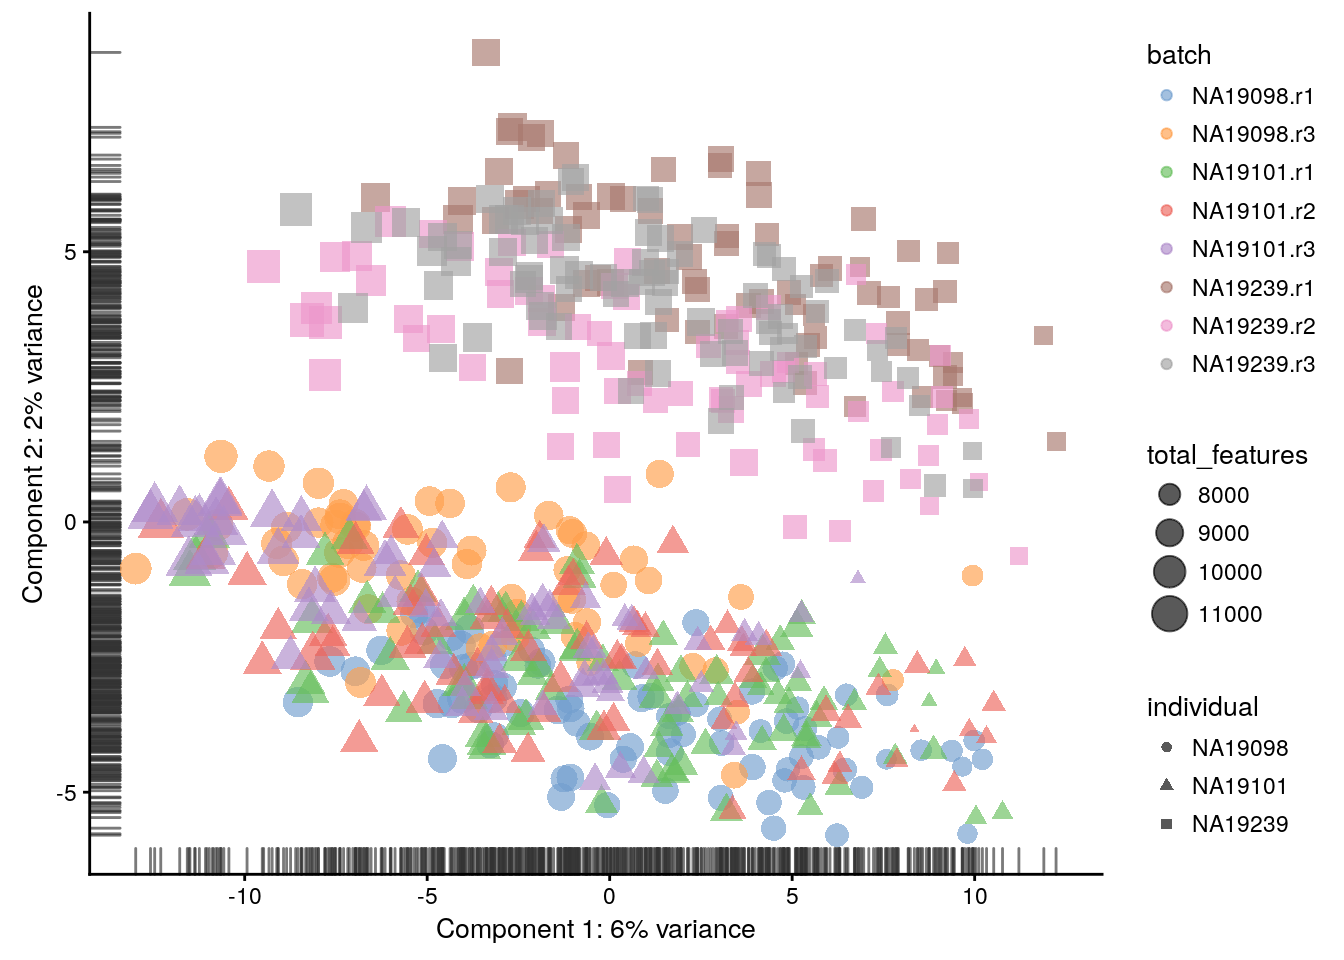 Component 2: 2% variance
5
0
-5
-10
-5
0
5
10
Component 1: 6% variance
batch
NA19098.r1
NA19098.r3
NA19101.r1
NA19101.r2
NA19101.r3
NA19239.r1
NA19239.r2
NA19239.r3
total_features
8000
9000
10000
11000
individual
NA19098
NA19101
NA19239